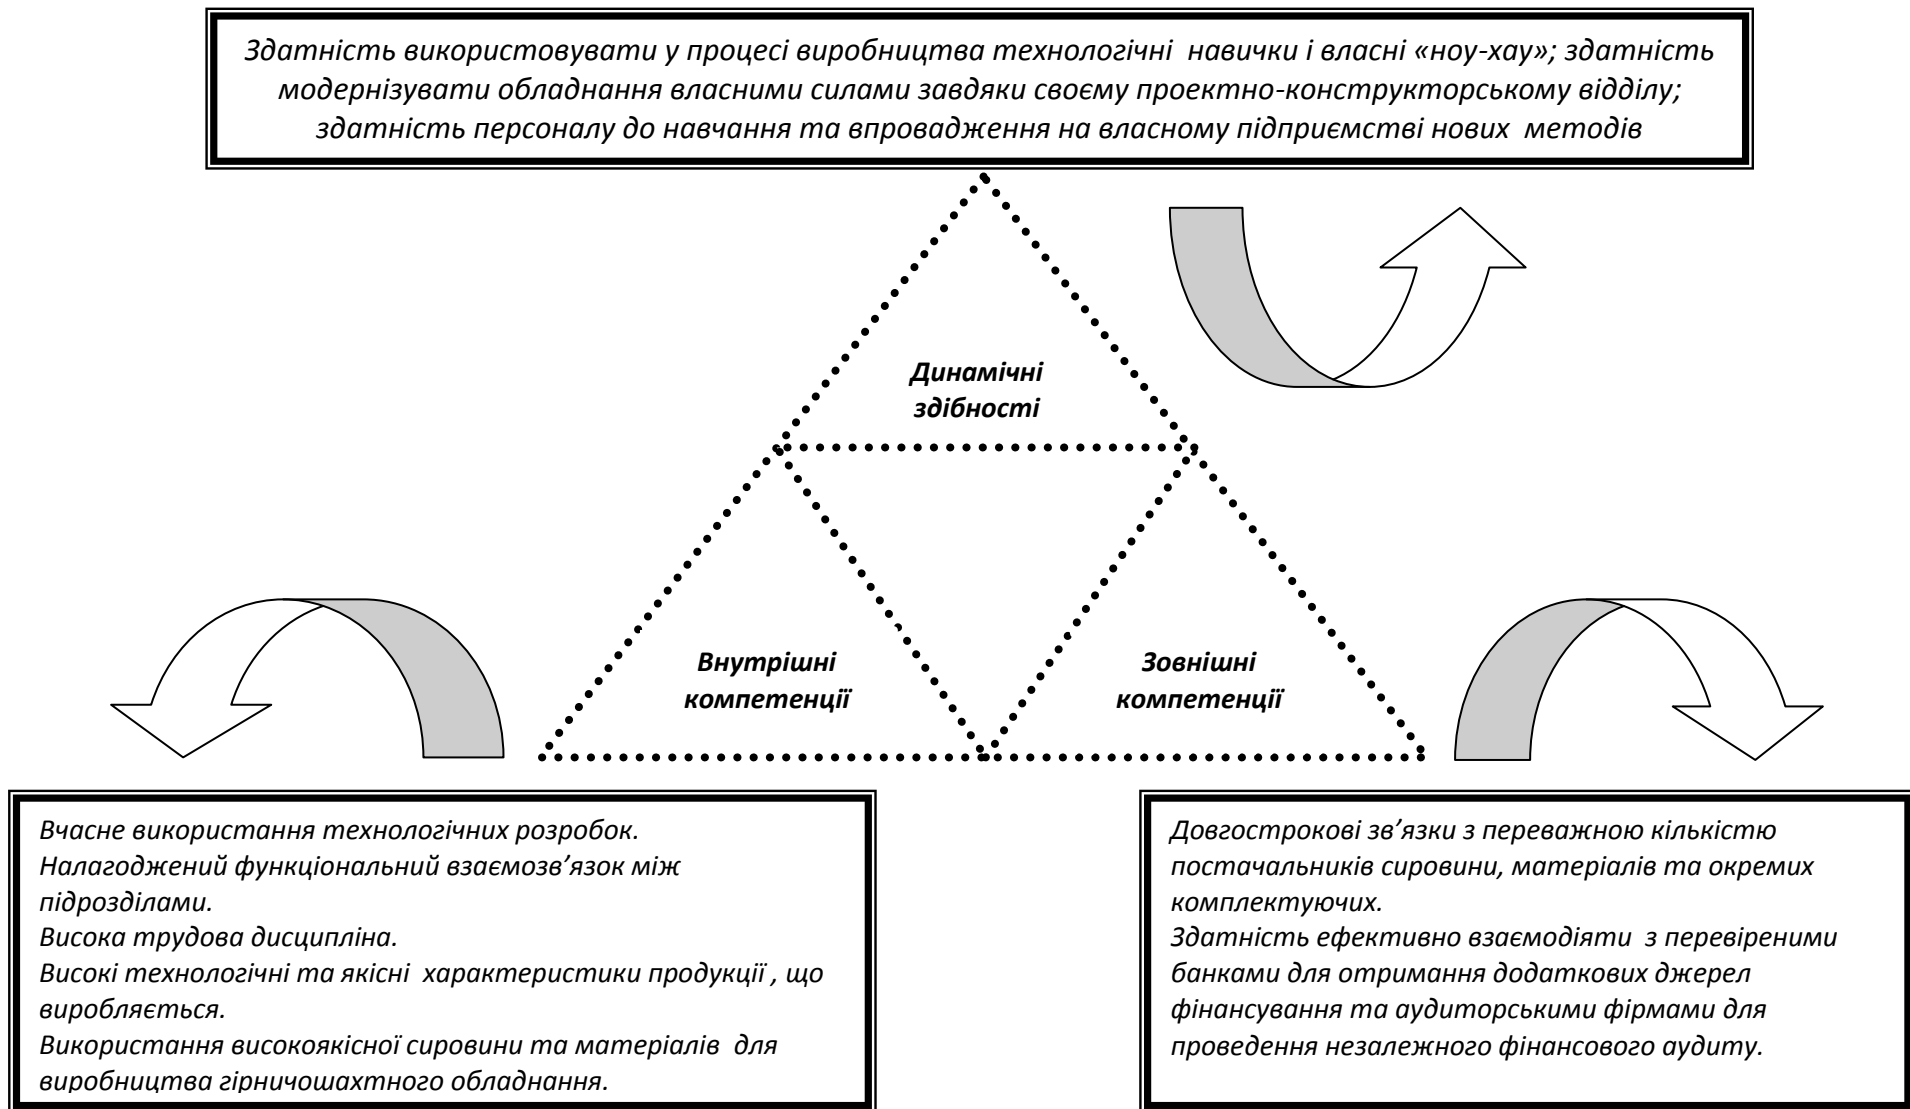 Здатність використовувати у процесі виробництва технологічні навички і власні «ноу-хау»; здатність
модернізувати обладнання власними силами завдяки своєму проектно-конструкторському відділу;
здатність персоналу до навчання та впровадження на власному підприємстві нових методів
Динамічні
здібності
Внутрішні
компетенції
Зовнішні
компетенції
Вчасне використання технологічних розробок.
Налагоджений функціональний взаємозв'язок між
підрозділами.
Висока трудова дисципліна.
Високі технологічні та якісні характеристики продукції , що
виробляється.
Використання високоякісної сировини та матеріалів для
виробництва гірничошахтного обладнання.
Довгострокові зв’язки з переважною кількістю
постачальників сировини, матеріалів та окремих
комплектуючих.
Здатність ефективно взаємодіяти з перевіреними
банками для отримання додаткових джерел
фінансування та аудиторськими фірмами для
проведення незалежного фінансового аудиту.